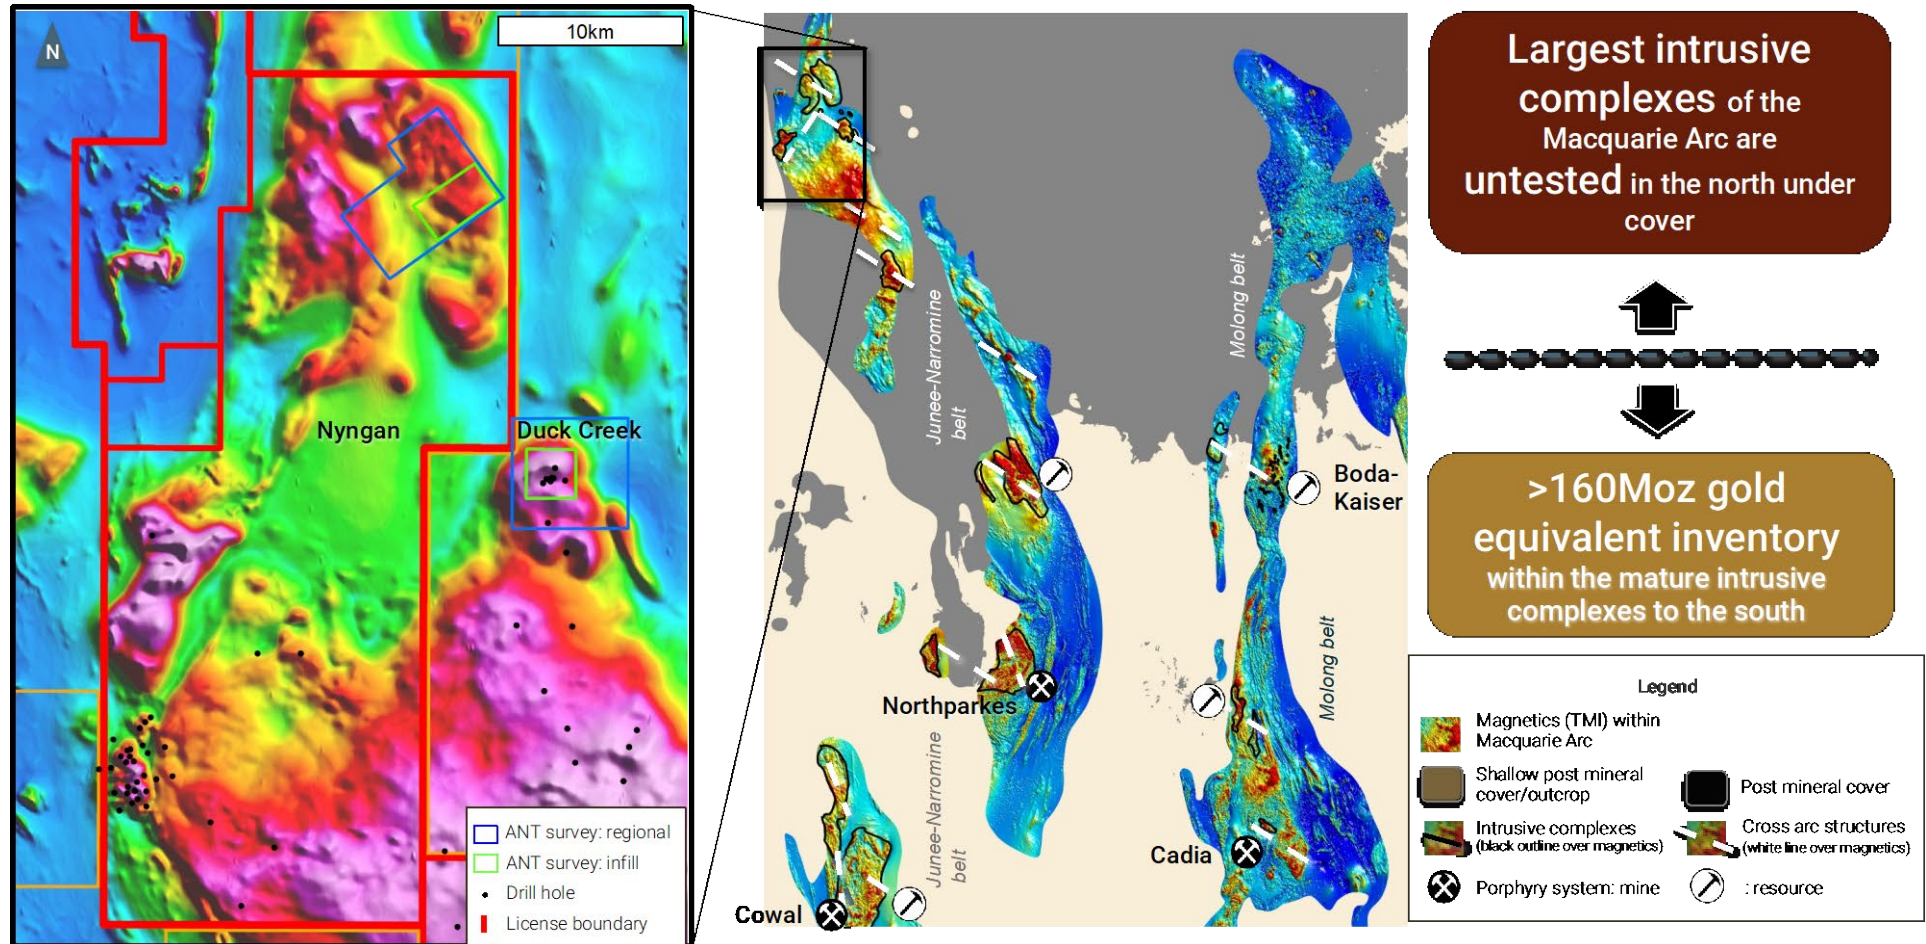 N
10km
Nyngan
Duck Creek
ANT survey: regional
ANT survey: infill
Drill hole
License boundary
Junee-Narromine
belt
Molong belt
Boda-
Kaiser
Northparkes
Molong belt
Junee-Narromine
belt
Cadia
Cowal
Largest intrusive
complexes of the
Macquarie Arc are
untested in the north under
cover
>160Moz gold
equivalent inventory
within the mature intrusive
complexes to the south
Legend
Magnetics (TMI) within
Macquarie Arc
Shallow post mineral
cover/outcrop
Post mineral cover
Intrusive complexes
(black outline over magnetics)
Cross arc structures
(white line over magnetics)
Porphyry system: mine
: resource